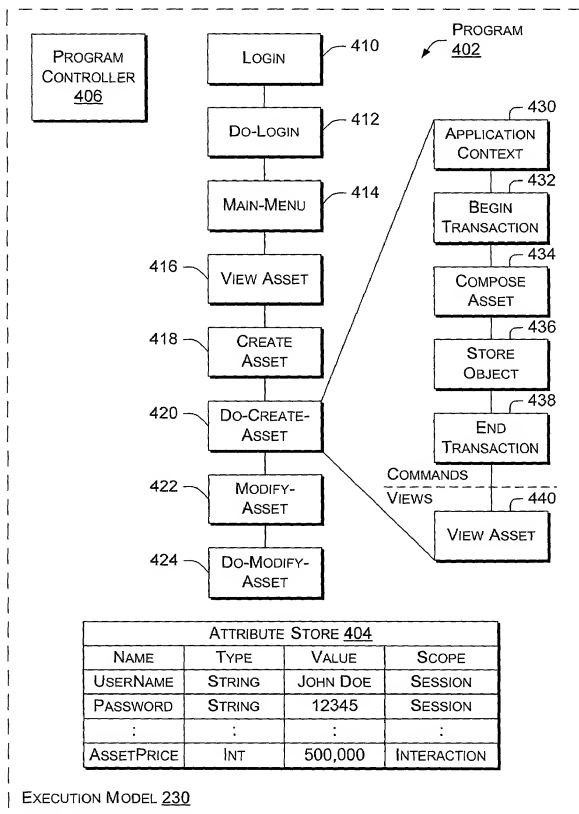 PROGRAM
CONTROLLER
406
LOGIN
410
DO-LOGIN
412
MAIN-MENU
414
416
VIEW ASSET
418
CREATE
ASSET
420
DO-CREATE-
ASSET
422
MODIFY-
ASSET
424
DO-MODIFY-
ASSET
PROGRAM
402
430
APPLICATION
CONTEXT
432
BEGIN
TRANSACTION
434
COMPOSE
ASSET
436
STORE
OBJECT
438
END
TRANSACTION
COMMANDS
VIEWS
440
VIEW ASSET
ATTRIBUTE STORE 404
NAME TYPE VALUE SCOPE
USERNAME STRING JOHN DOE SESSION
PASSWORD STRING 12345 SESSION
: : : :
ASSETPRICE INT 500,000 INTERACTION
EXECUTION MODEL 230